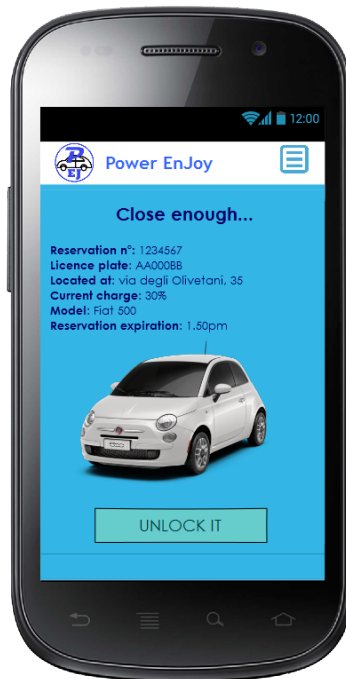 12:00
P
EJ
Power EnJoy
Close enough...
Reservation n°: 1234567
Licence plate: AA000BB
Located at: via degli Olivetani, 35
Current charge: 30%
Model: Fiat 500
Reservation expiration: 1.50pm
UNLOCK IT